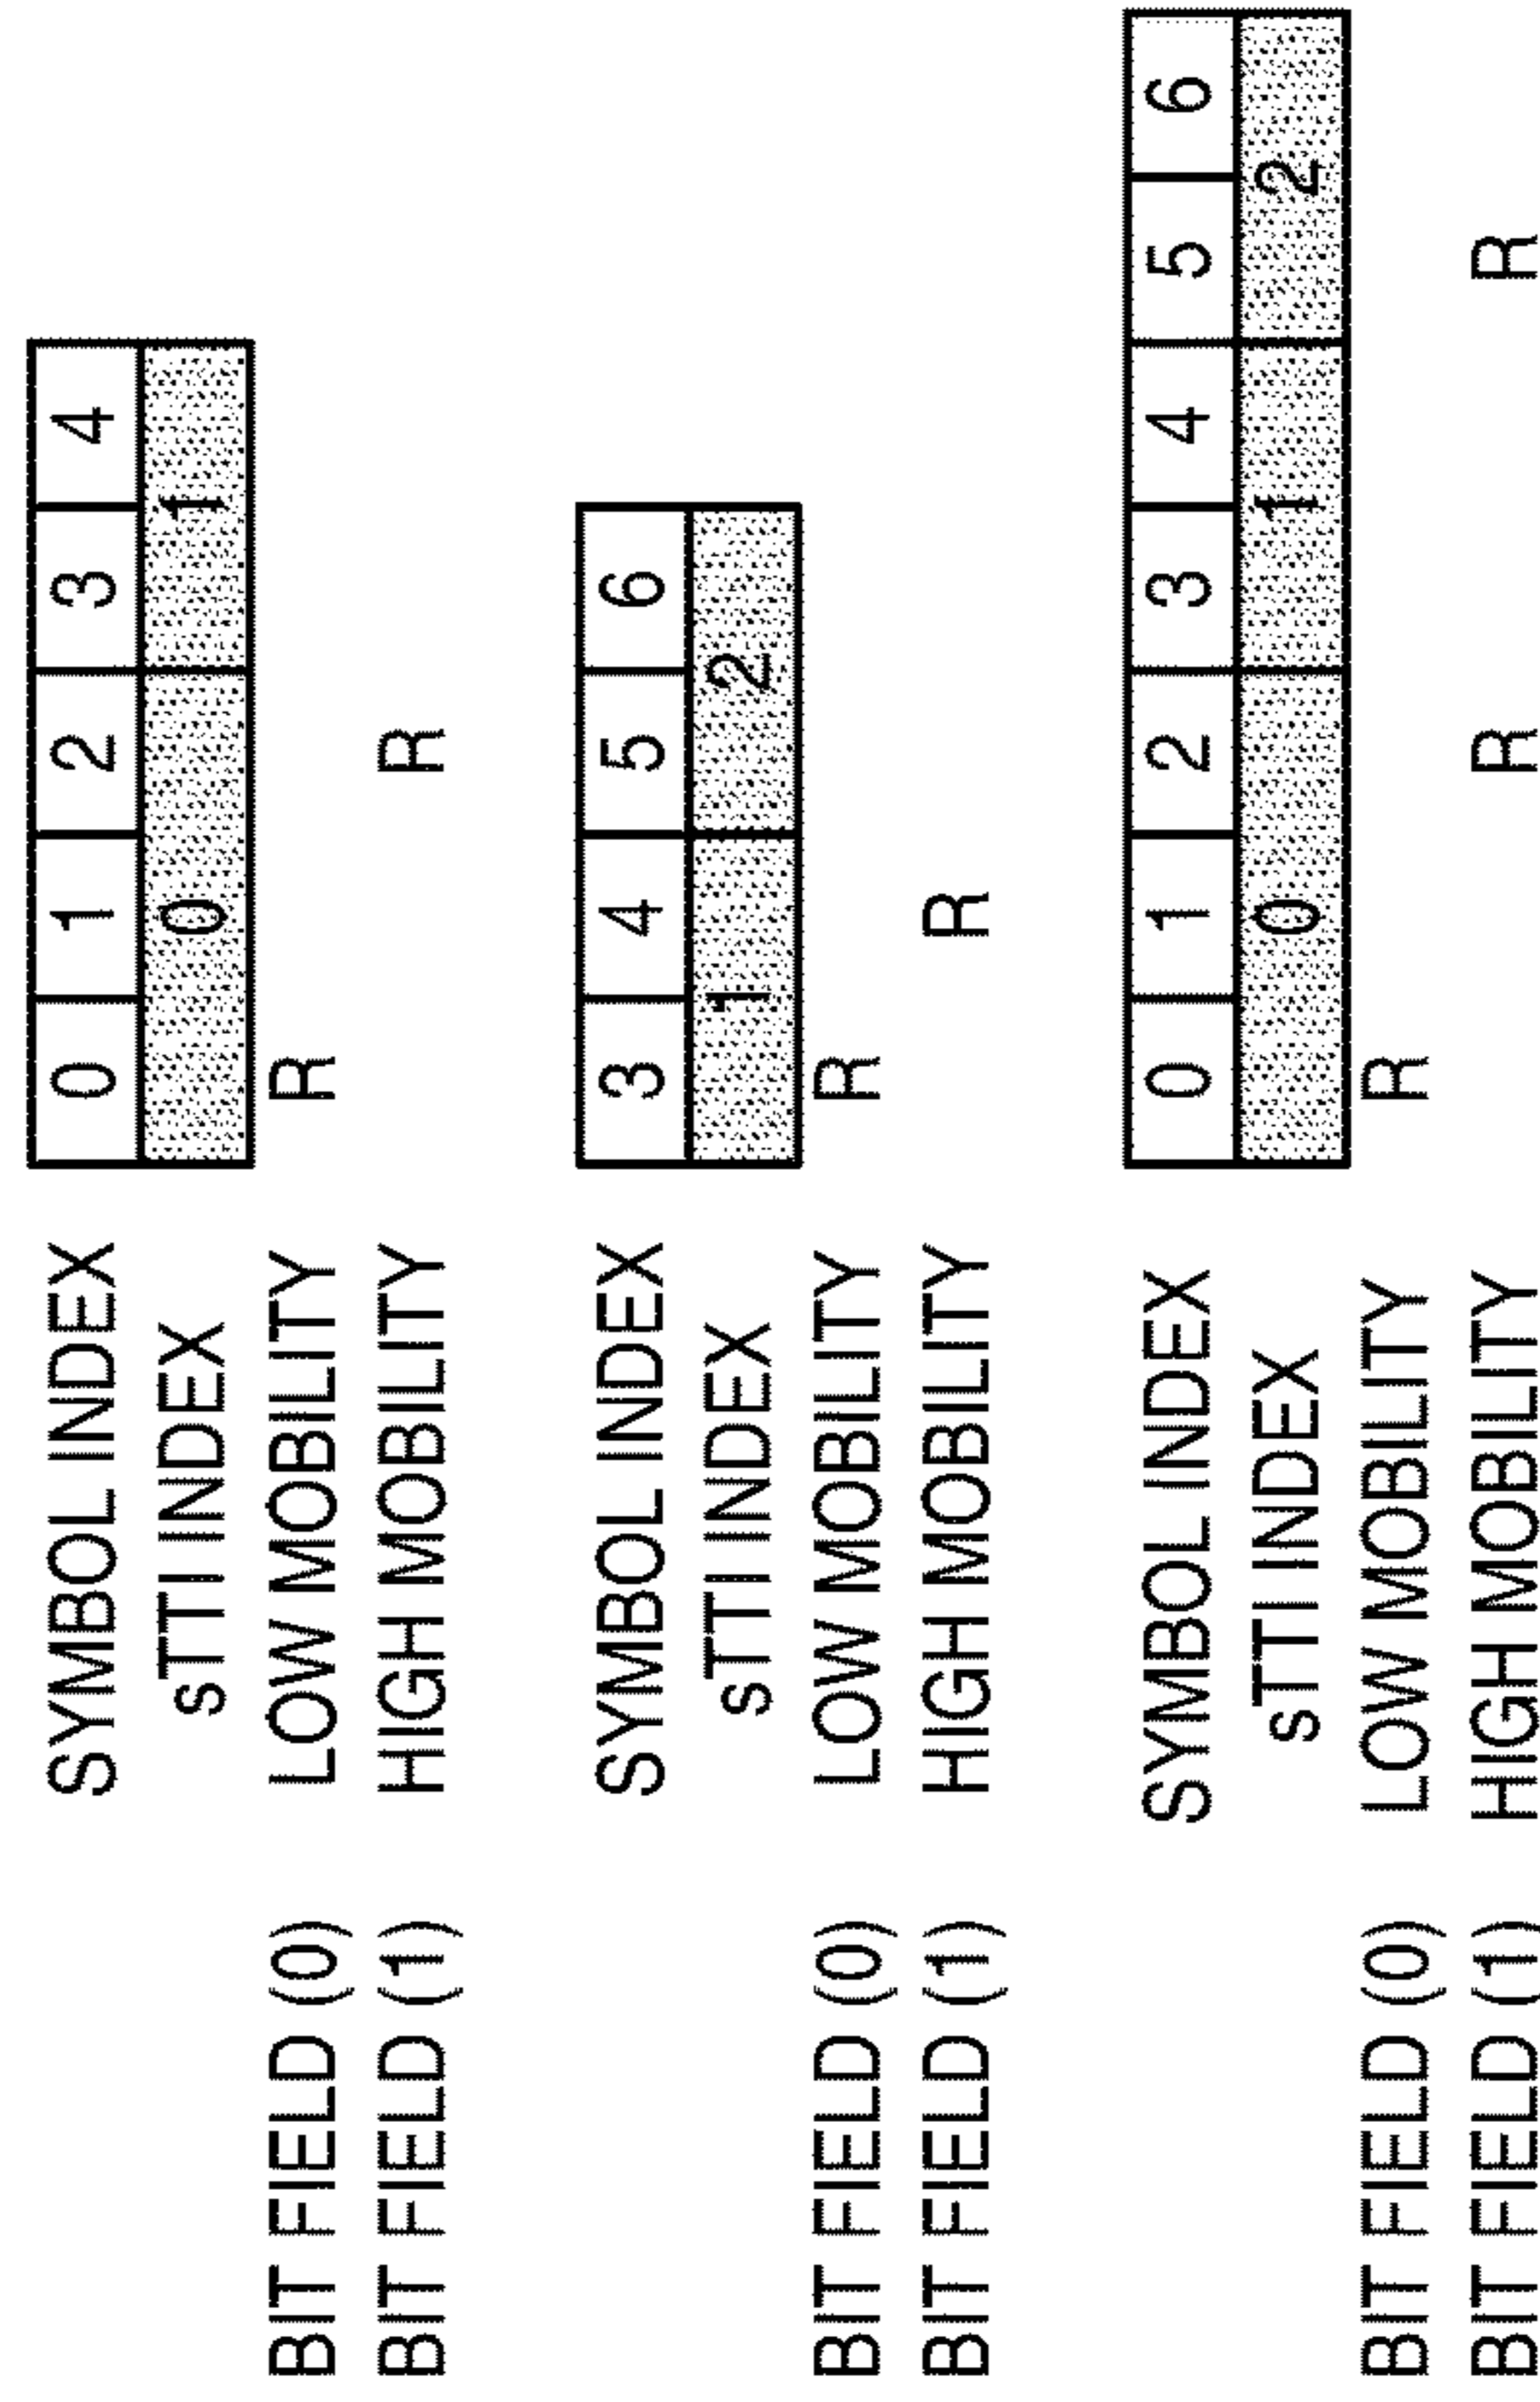 SYMBOL INDEX 0 1 2 3 4
sTTI INDEX 0 1
BIT FIELD (0) LOW MOBILITY R
BIT FIELD (1) HIGH MOBILITY R
SYMBOL INDEX 3 4 5 6
sTTI INDEX 1 2
BIT FIELD (0) LOW MOBILITY R
BIT FIELD (1) HIGH MOBILITY R
SYMBOL INDEX 0 1 2 3 4 5 6
sTTI INDEX 0 1 2
BIT FIELD (0) LOW MOBILITY R
BIT FIELD (1) HIGH MOBILITY R R